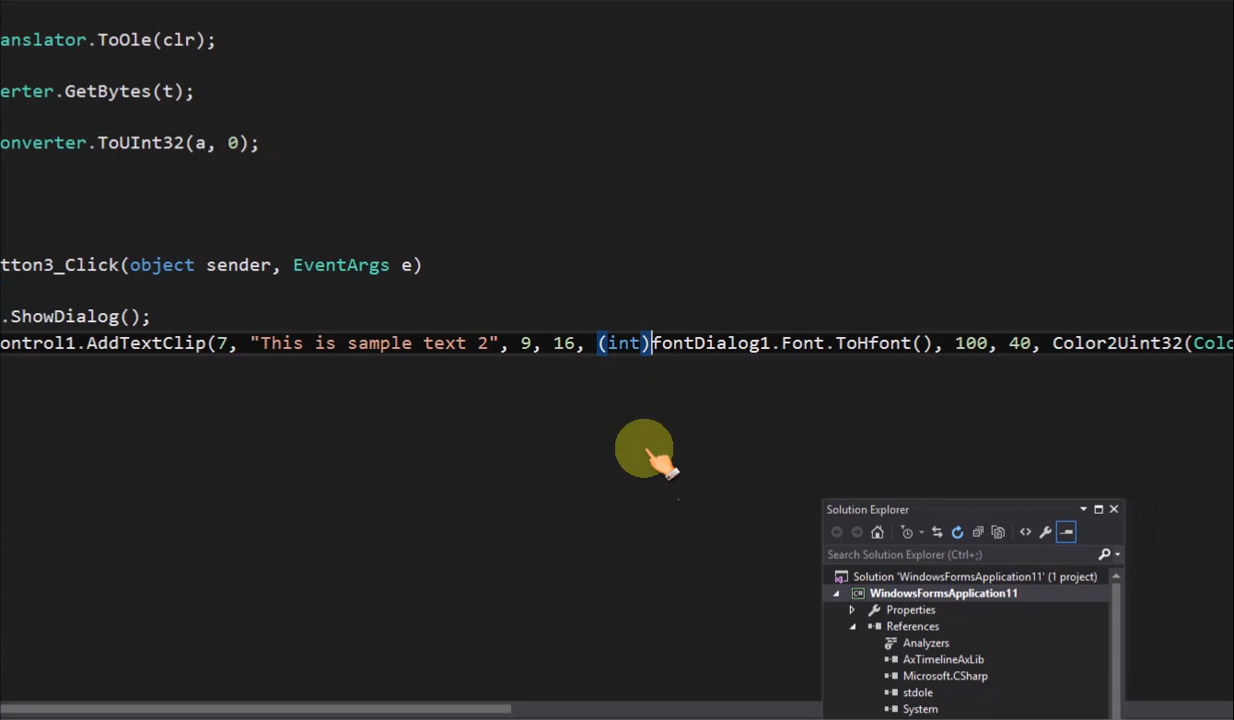 anslator.ToOle(clr);
erter.GetBytes(t);
onverter.ToUInt32(a, 0);
tton3_Click(object sender, EventArgs e)
.ShowDialog();
ontrol1.AddTextClip(7, "This is sample text 2", 9, 16, (int)fontDialog1.Font.ToHfont(), 100, 40, Color2Uint32(Colo
Solution Explorer
Search Solution Explorer (Ctrl+;)
Solution 'WindowsFormsApplication11' (1 project)
WindowsFormsApplication11
Properties
References
Analyzers
AxTimelineAxLib
Microsoft.CSharp
stdole
System